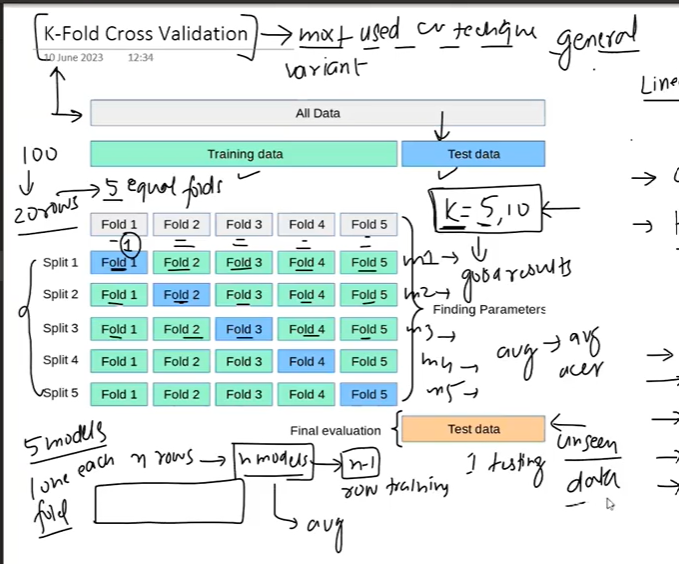 K-Fold Cross Validation → most used cv technique general
variant
10 June 2023 12:34
Line
All Data
100
Training data Test data
20 rows → 5 equal folds
K = 5, 10
Fold 1 Fold 2 Fold 3 Fold 4 Fold 5
1
good results
Split 1 Fold 1 Fold 2 Fold 3 Fold 4 Fold 5 m1 →
Split 2 Fold 1 Fold 2 Fold 3 Fold 4 Fold 5 m2 →
Finding Parameters
Split 3 Fold 1 Fold 2 Fold 3 Fold 4 Fold 5 m3 →
avg → avg
Split 4 Fold 1 Fold 2 Fold 3 Fold 4 Fold 5 m4 →
Split 5 Fold 1 Fold 2 Fold 3 Fold 4 Fold 5 m5 →
Final evaluation Test data
5 models
unseen
data
1 one each n rows → n models → n-1
fold
row training 1 testing
→ avg